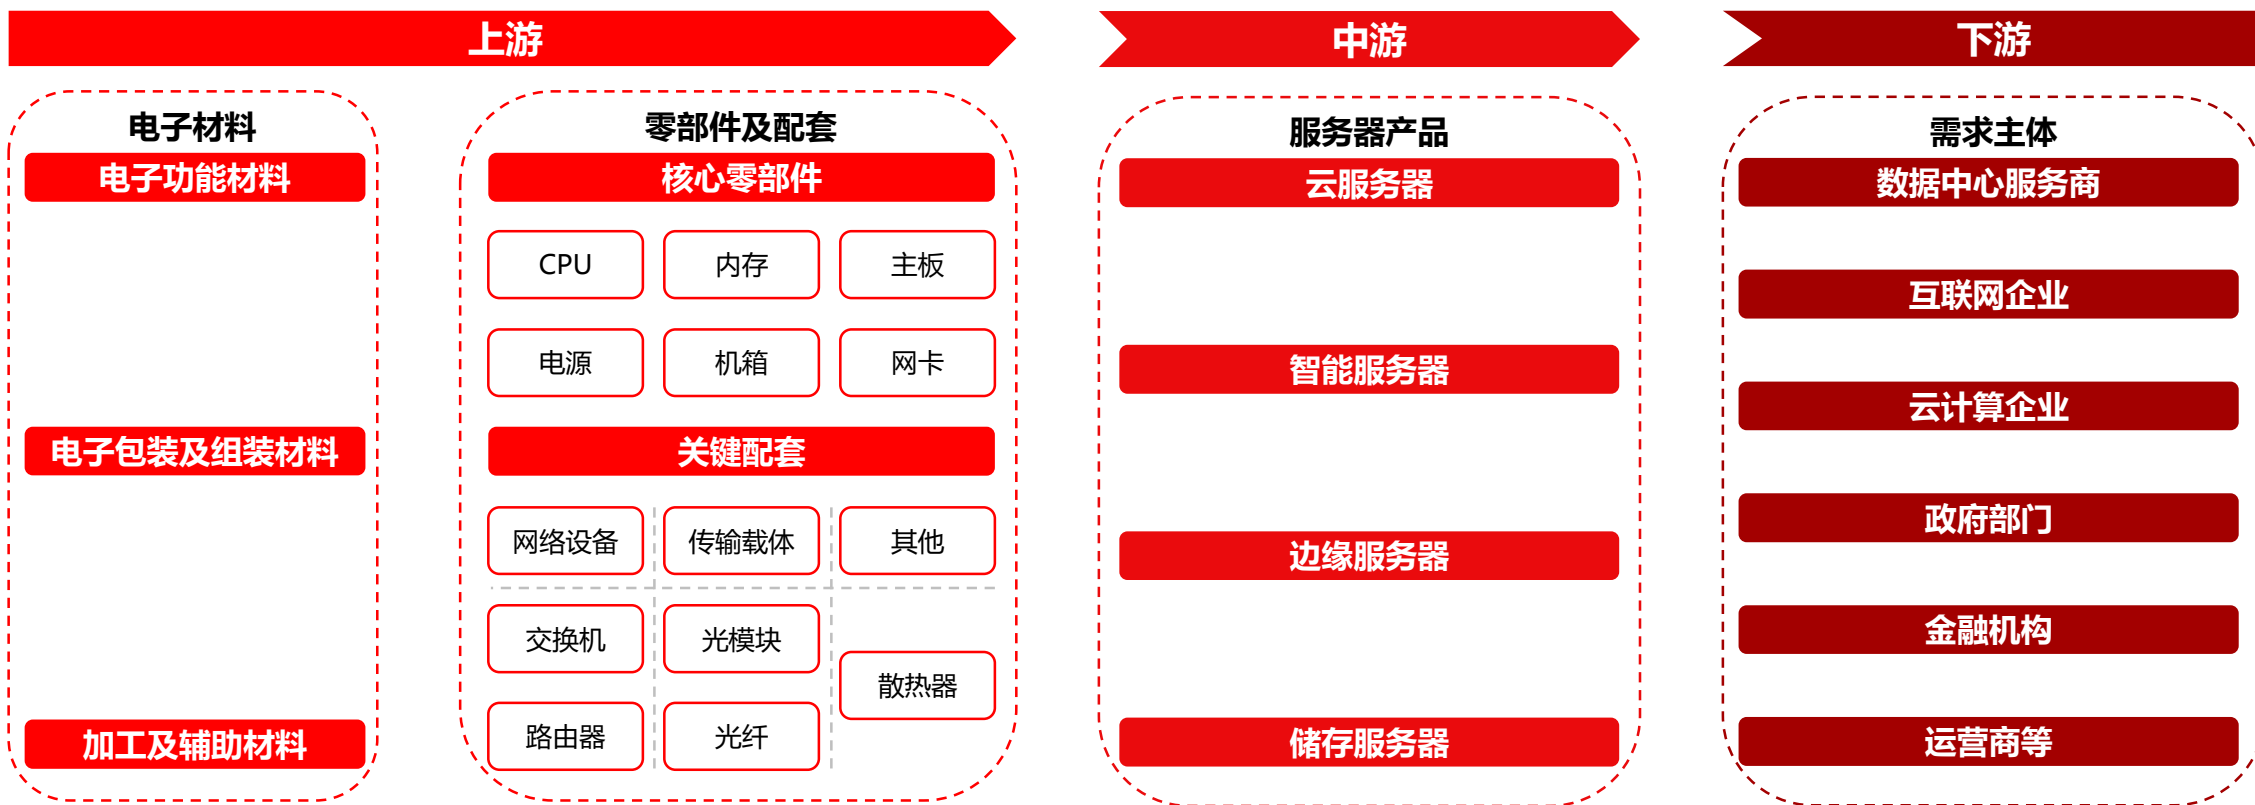 上游
中游
下游
电子材料
电子功能材料
电子包装及组装材料
加工及辅助材料
零部件及配套
核心零部件
CPU
内存
主板
电源
机箱
网卡
关键配套
网络设备
传输载体
其他
交换机
光模块
散热器
路由器
光纤
服务器产品
云服务器
智能服务器
边缘服务器
储存服务器
需求主体
数据中心服务商
互联网企业
云计算企业
政府部门
金融机构
运营商等